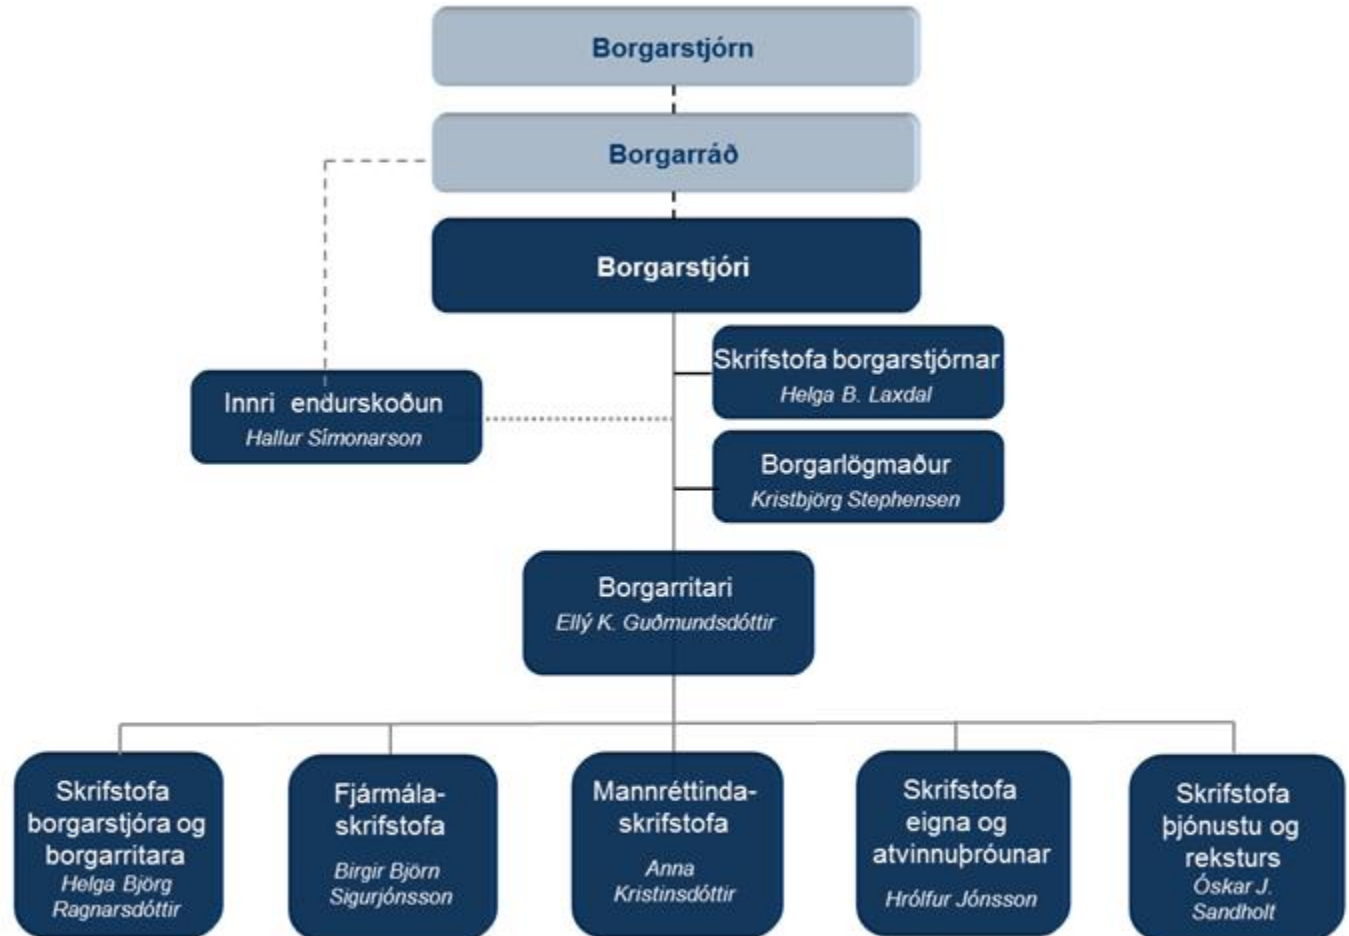 Borgarstjórn
Borgarráð
Borgarstjóri
Skrifstofa borgarstjórnar
Helga B. Laxdal
Innri endurskoðun
Hallur Símonarson
Borgarlögmaður
Kristbjörg Stephensen
Borgarritari
Ellý K. Guðmundsdóttir
Skrifstofa
borgarstjóra og
borgarritara
Helga Björg
Ragnarsdóttir
Fjármála-
skrifstofa
Birgir Björn
Sigurjónsson
Mannréttinda-
skrifstofa
Anna
Kristinsdóttir
Skrifstofa
eigna og
atvinnuþróunar
Hrólfur Jónsson
Skrifstofa
þjónustu og
reksturs
Óskar J.
Sandholt